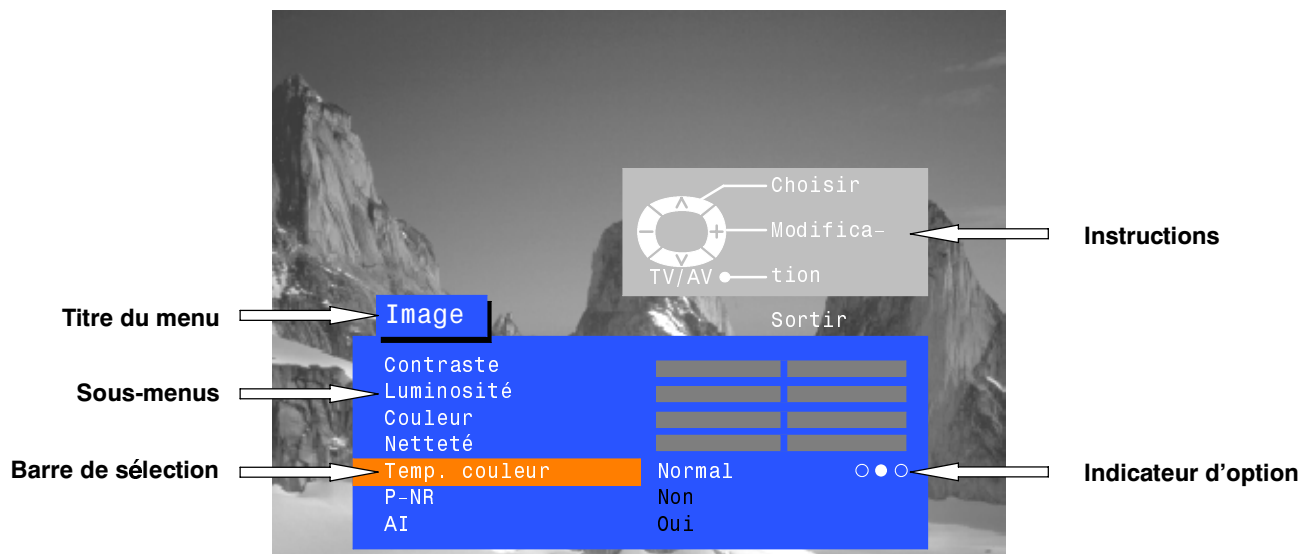 Choisir
Modifica-
TV/AV tion
Instructions
Titre du menu
Image
Sortir
Contraste
Sous-menus
Luminosité
Couleur
Netteté
Barre de sélection
Temp. couleur Normal
Indicateur d'option
P-NR Non
AI Oui